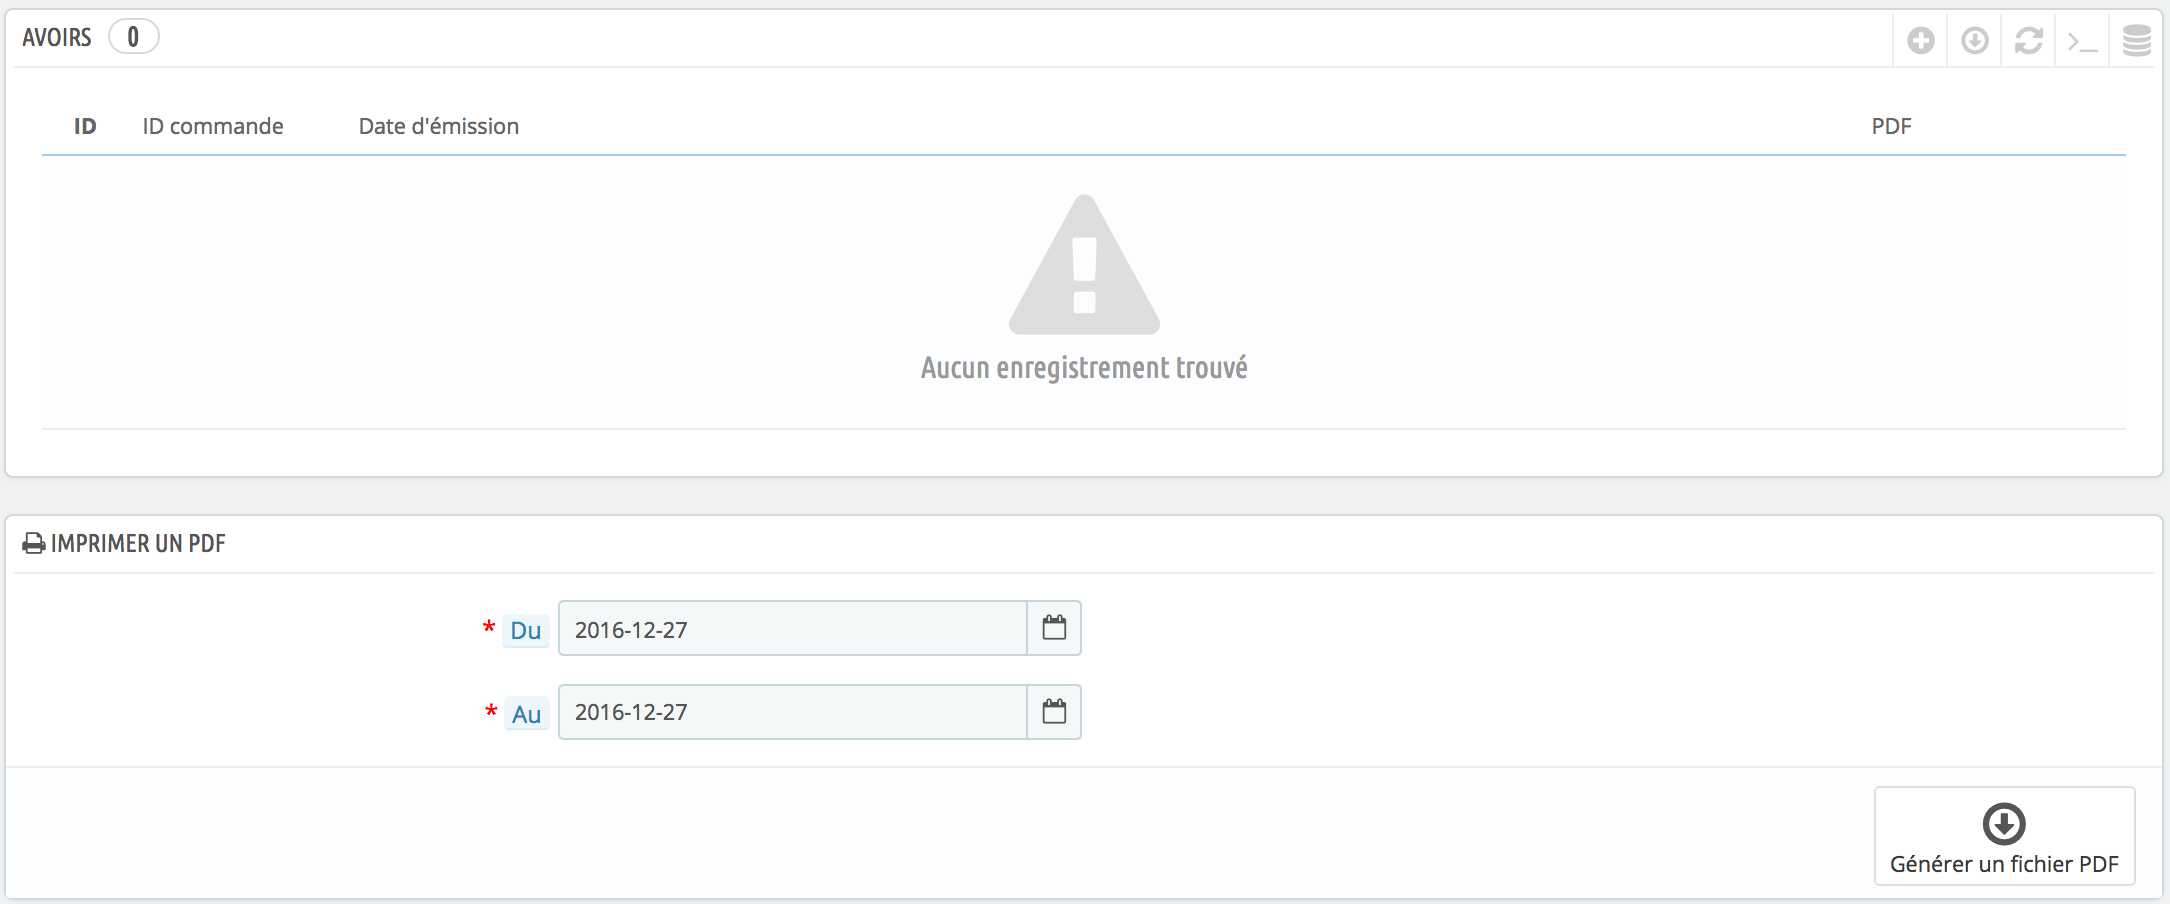 AVOIRS 0
ID ID commande Date d'émission PDF
Aucun enregistrement trouvé
IMPRIMER UN PDF
* Du 2016-12-27
* Au 2016-12-27
Générer un fichier PDF